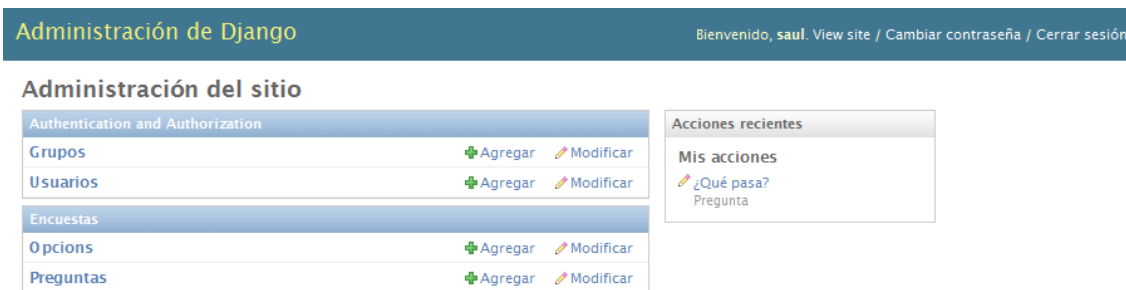 Administración de Django
Bienvenido, saul. View site / Cambiar contraseña / Cerrar sesión
Administración del sitio
Authentication and Authorization
Grupos Agregar Modificar
Usuarios Agregar Modificar
Encuestas
Opcions Agregar Modificar
Preguntas Agregar Modificar
Acciones recientes
Mis acciones
¿Qué pasa?
Pregunta